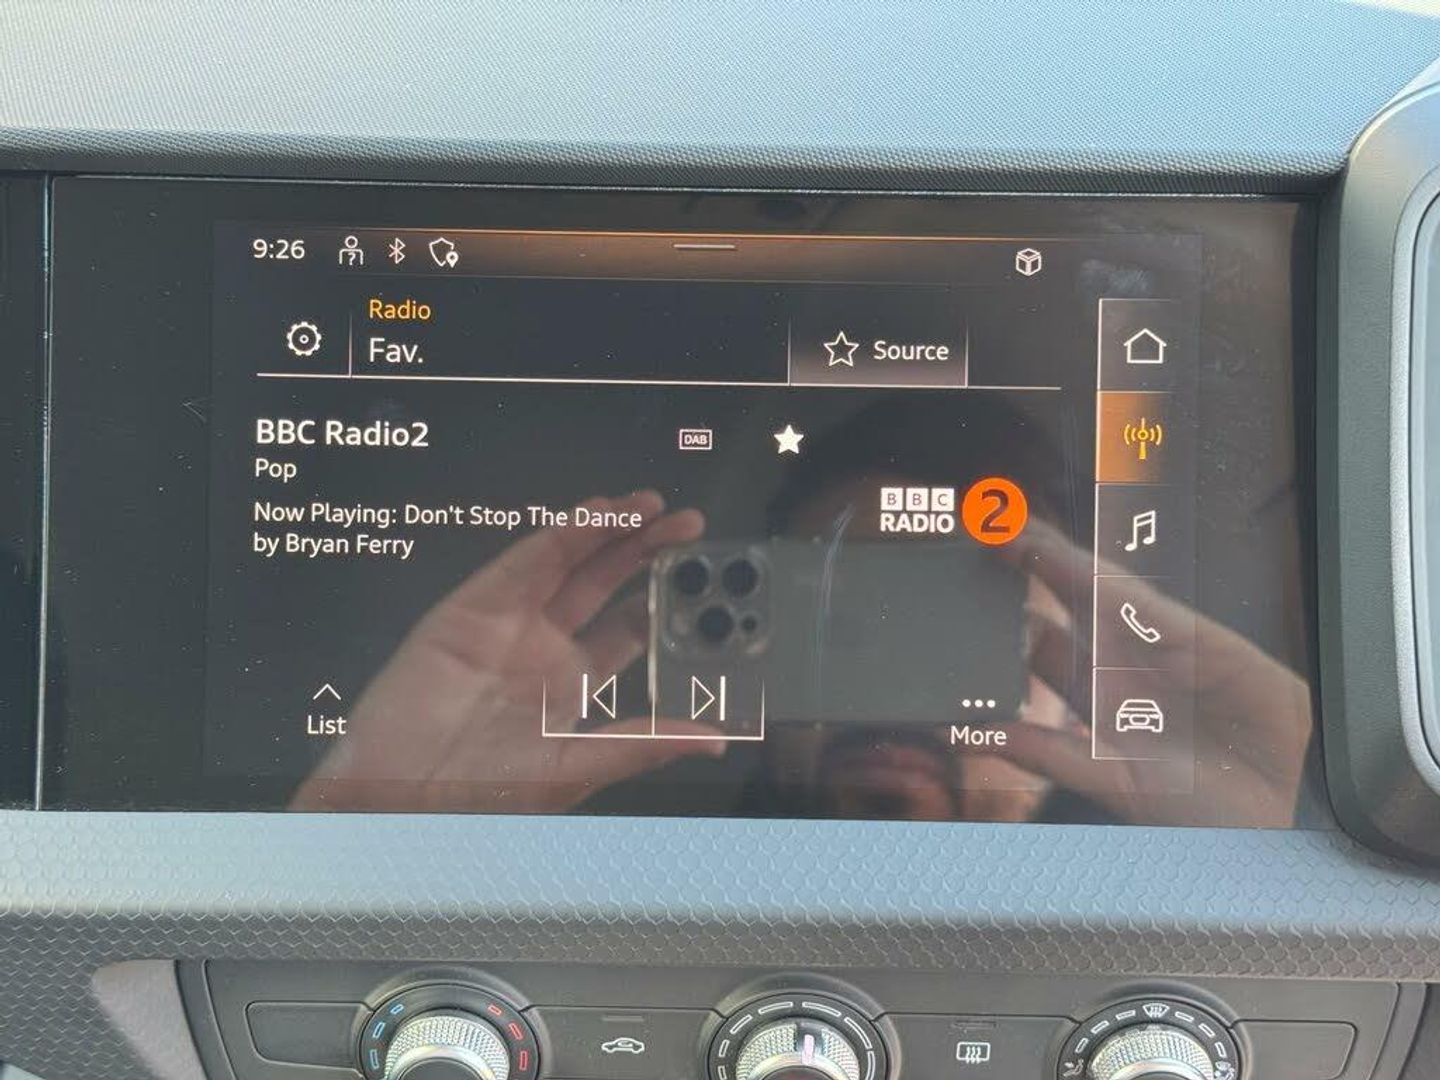 9:26
Radio
Fav.
Source
BBC Radio2
DAB
Pop
Now Playing: Don't Stop The Dance
by Bryan Ferry
BBC
RADIO 2
List
More